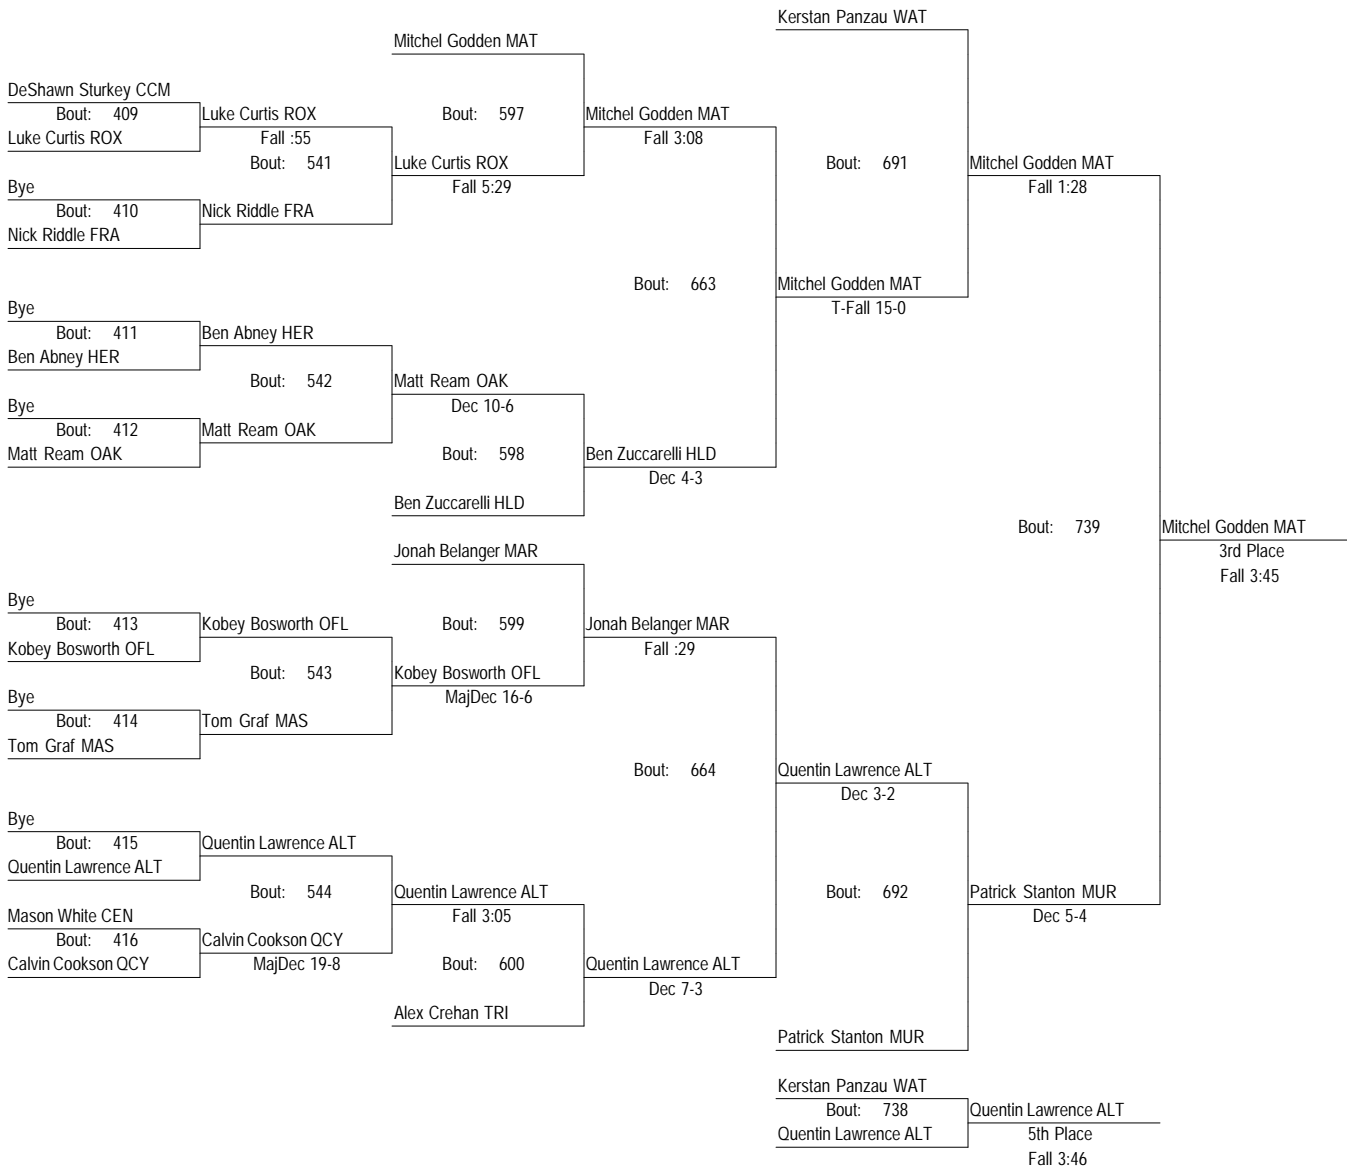 Kerstan Panzau WAT
Mitchel Godden MAT
DeShawn Sturkey CCM
Bout: 409
Luke Curtis ROX
Luke Curtis ROX
Fall :55
Bout: 597
Mitchel Godden MAT
Fall 3:08
Bout: 541
Luke Curtis ROX
Fall 5:29
Bout: 691
Mitchel Godden MAT
Fall 1:28
Bye
Bout: 410
Nick Riddle FRA
Nick Riddle FRA
Bout: 663
Mitchel Godden MAT
T-Fall 15-0
Bye
Bout: 411
Ben Abney HER
Ben Abney HER
Bout: 542
Matt Ream OAK
Dec 10-6
Bye
Bout: 412
Matt Ream OAK
Matt Ream OAK
Bout: 598
Ben Zuccarelli HLD
Dec 4-3
Ben Zuccarelli HLD
Bout: 739
Mitchel Godden MAT
3rd Place
Fall 3:45
Jonah Belanger MAR
Bye
Bout: 413
Kobey Bosworth OFL
Kobey Bosworth OFL
Bout: 599
Jonah Belanger MAR
Fall :29
Bout: 543
Kobey Bosworth OFL
MajDec 16-6
Bye
Bout: 414
Tom Graf MAS
Tom Graf MAS
Bout: 664
Quentin Lawrence ALT
Dec 3-2
Bye
Bout: 415
Quentin Lawrence ALT
Quentin Lawrence ALT
Bout: 544
Quentin Lawrence ALT
Fall 3:05
Bout: 692
Patrick Stanton MUR
Dec 5-4
Mason White CEN
Bout: 416
Calvin Cookson QCY
Calvin Cookson QCY
MajDec 19-8
Bout: 600
Quentin Lawrence ALT
Dec 7-3
Alex Crehan TRI
Patrick Stanton MUR
Kerstan Panzau WAT
Bout: 738
Quentin Lawrence ALT
Quentin Lawrence ALT
5th Place
Fall 3:46